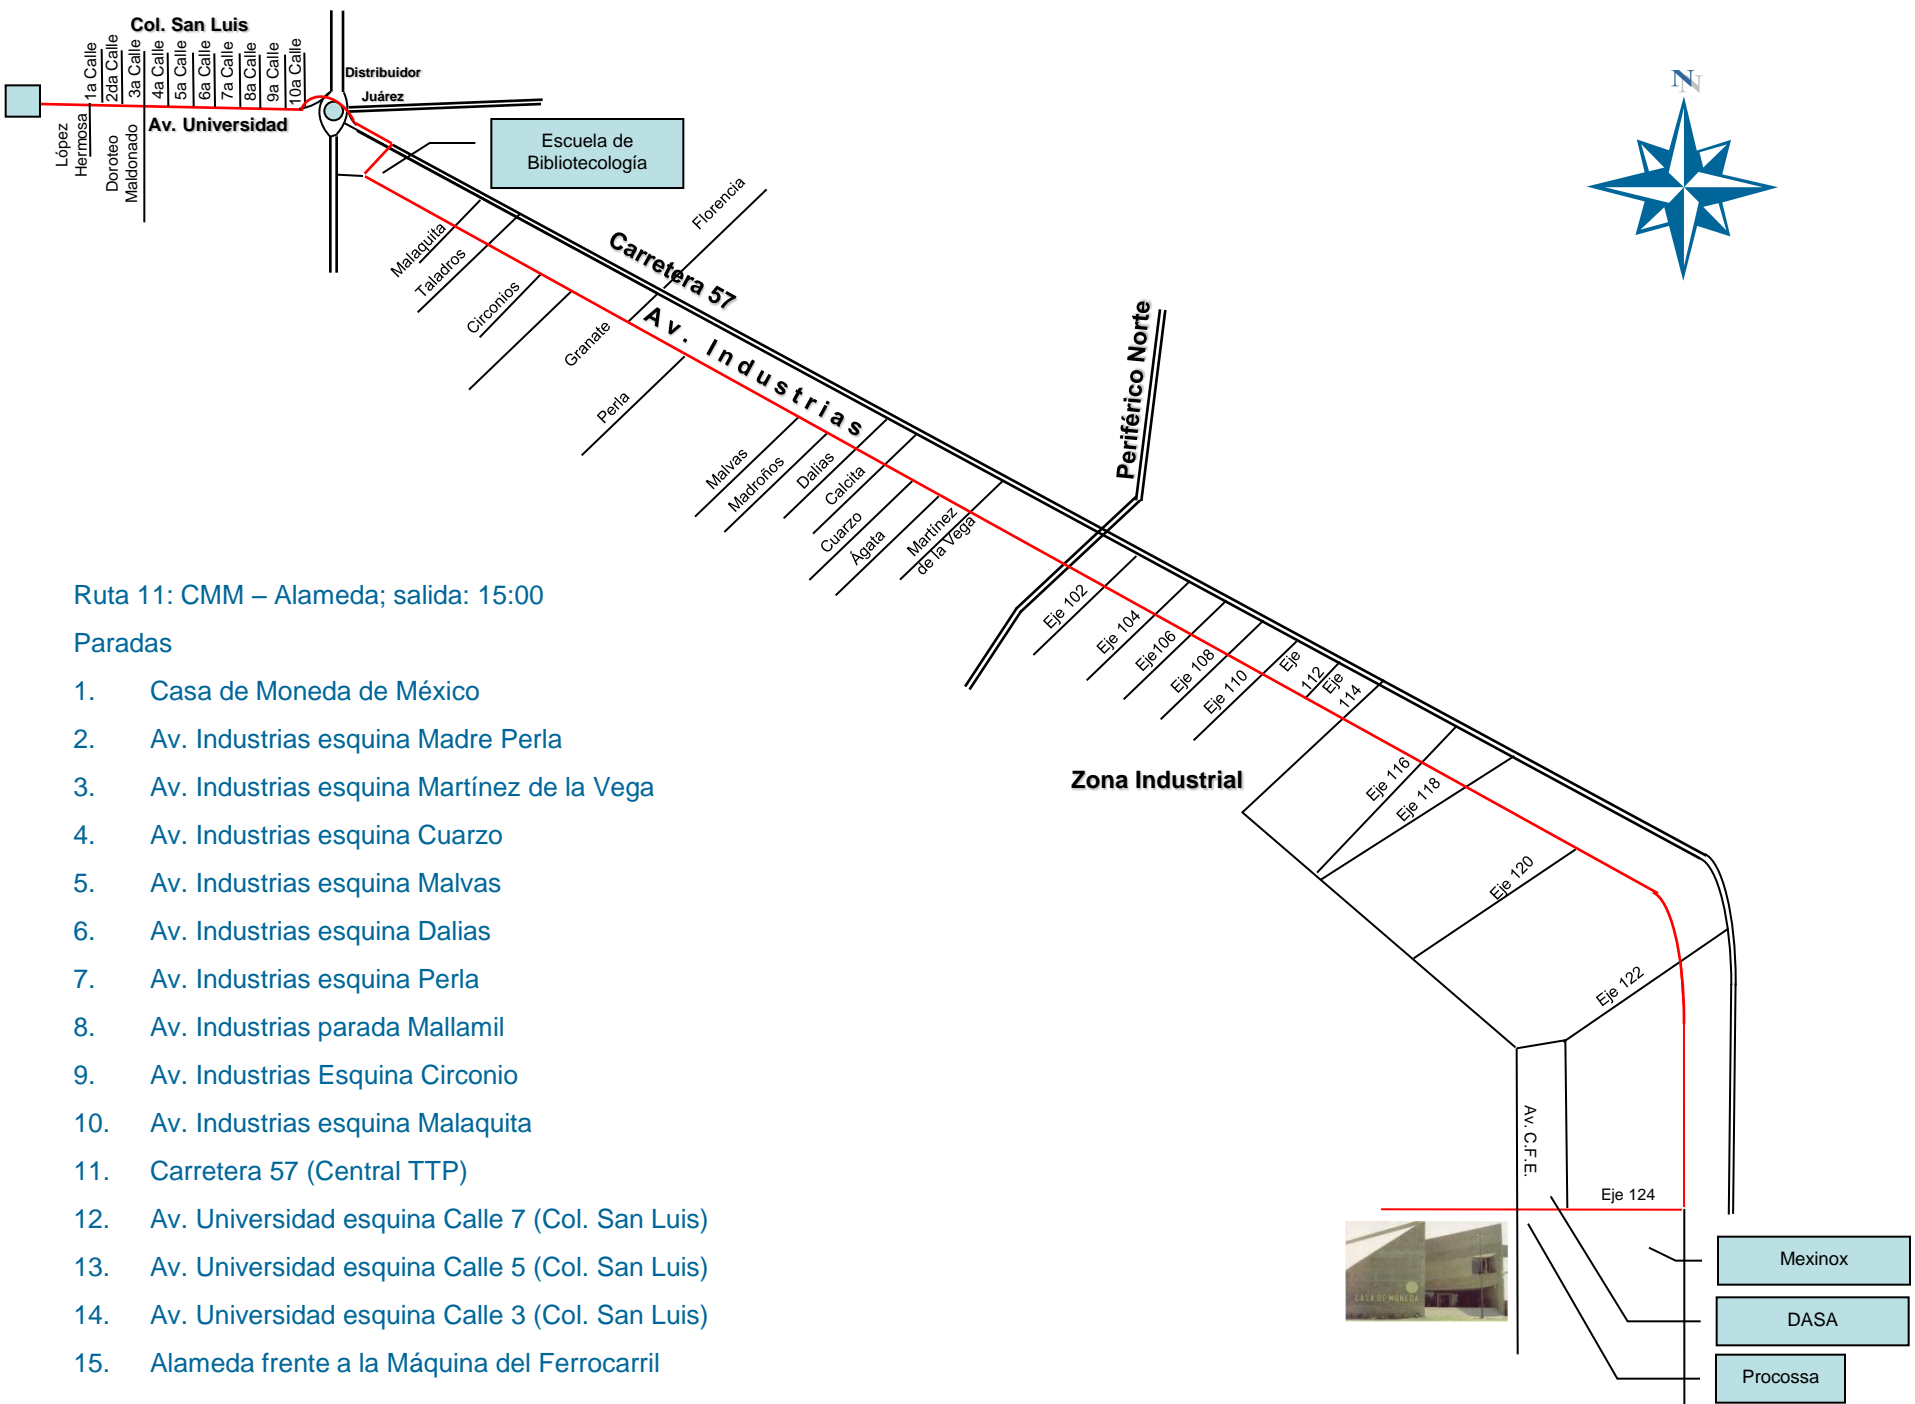 Col. San Luis
1a Calle
2da Calle
3a Calle
4a Calle
5a Calle
6a Calle
7a Calle
8a Calle
9a Calle
10a Calle
Distribuidor
Juárez
Av. Universidad
López
Hermosa
Doroteo
Maldonado
Escuela de
Bibliotecología
N
Malaquita
Taladros
Circonios
Granate
Perla
Florencia
Carretera 57
Av. Industrias
Malvas
Madroños
Dalias
Calcita
Cuarzo
Ágata
Martínez
de la Vega
Periférico Norte
Eje 102
Eje 104
Eje106
Eje 108
Eje 110
Eje
112
Eje
114
Eje 116
Eje 118
Eje 120
Eje 122
Zona Industrial
Av. C.F.E.
Eje 124
CASA DE MONEDA
Mexinox
DASA
Procossa
Ruta 11: CMM – Alameda; salida: 15:00
Paradas
1. Casa de Moneda de México
2. Av. Industrias esquina Madre Perla
3. Av. Industrias esquina Martínez de la Vega
4. Av. Industrias esquina Cuarzo
5. Av. Industrias esquina Malvas
6. Av. Industrias esquina Dalias
7. Av. Industrias esquina Perla
8. Av. Industrias parada Mallamil
9. Av. Industrias Esquina Circonio
10. Av. Industrias esquina Malaquita
11. Carretera 57 (Central TTP)
12. Av. Universidad esquina Calle 7 (Col. San Luis)
13. Av. Universidad esquina Calle 5 (Col. San Luis)
14. Av. Universidad esquina Calle 3 (Col. San Luis)
15. Alameda frente a la Máquina del Ferrocarril